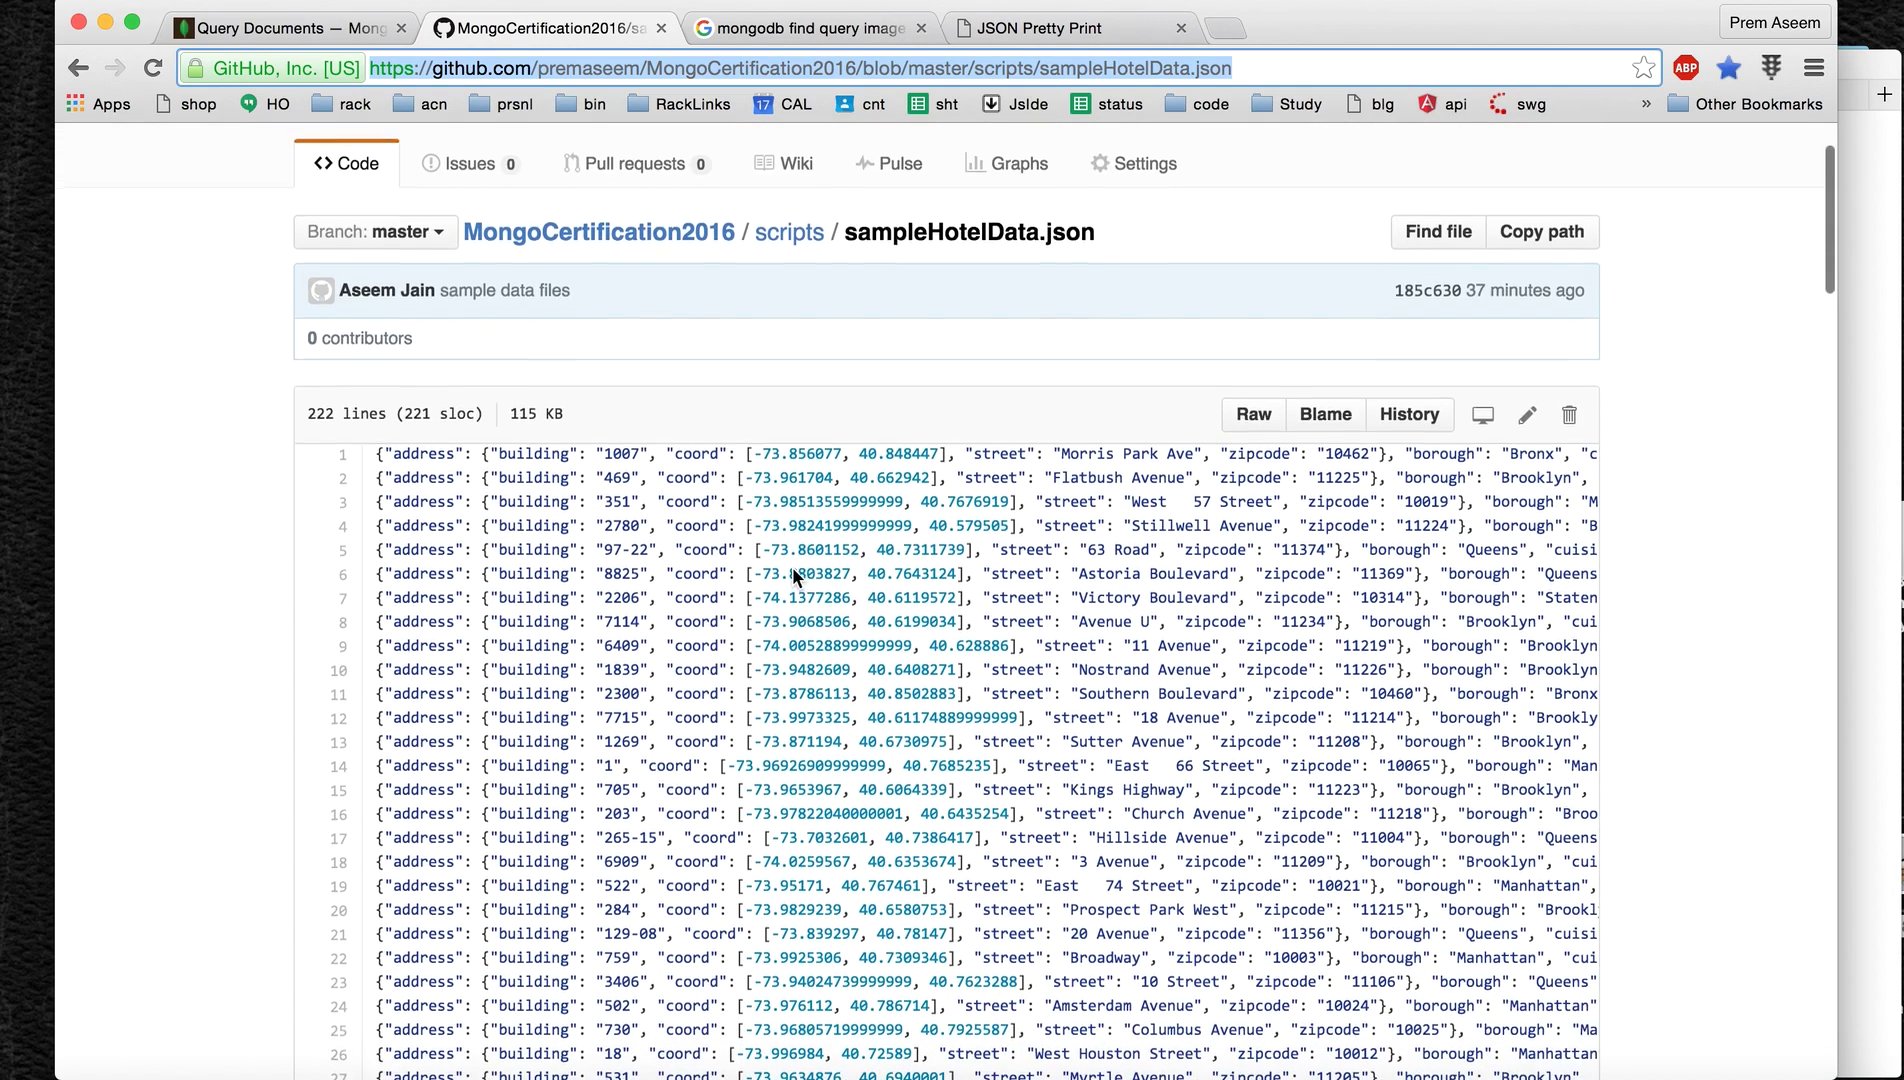 Query Documents — Mong
MongoCertification2016/sa
mongodb find query image
JSON Pretty Print
Prem Aseem
GitHub, Inc. [US]
https://github.com/premaseem/MongoCertification2016/blob/master/scripts/sampleHotelData.json
ABP
Apps shop HO rack acn prsnl bin RackLinks 17 CAL cnt sht JsIde status code Study blg api swg » Other Bookmarks
Code Issues 0 Pull requests 0 Wiki Pulse Graphs Settings
Branch: master MongoCertification2016 / scripts / sampleHotelData.json Find file Copy path
Aseem Jain sample data files 185c630 37 minutes ago
0 contributors
222 lines (221 sloc) 115 KB Raw Blame History
1 {"address": {"building": "1007", "coord": [-73.856077, 40.848447], "street": "Morris Park Ave", "zipcode": "10462"}, "borough": "Bronx", "c
2 {"address": {"building": "469", "coord": [-73.961704, 40.662942], "street": "Flatbush Avenue", "zipcode": "11225"}, "borough": "Brooklyn",
3 {"address": {"building": "351", "coord": [-73.98513559999999, 40.7676919], "street": "West   57 Street", "zipcode": "10019"}, "borough": "M
4 {"address": {"building": "2780", "coord": [-73.98241999999999, 40.579505], "street": "Stillwell Avenue", "zipcode": "11224"}, "borough": "B
5 {"address": {"building": "97-22", "coord": [-73.8601152, 40.7311739], "street": "63 Road", "zipcode": "11374"}, "borough": "Queens", "cuisi
6 {"address": {"building": "8825", "coord": [-73.8803827, 40.7643124], "street": "Astoria Boulevard", "zipcode": "11369"}, "borough": "Queens
7 {"address": {"building": "2206", "coord": [-74.1377286, 40.6119572], "street": "Victory Boulevard", "zipcode": "10314"}, "borough": "Staten
8 {"address": {"building": "7114", "coord": [-73.9068506, 40.6199034], "street": "Avenue U", "zipcode": "11234"}, "borough": "Brooklyn", "cui
9 {"address": {"building": "6409", "coord": [-74.00528899999999, 40.628886], "street": "11 Avenue", "zipcode": "11219"}, "borough": "Brooklyn
10 {"address": {"building": "1839", "coord": [-73.9482609, 40.6408271], "street": "Nostrand Avenue", "zipcode": "11226"}, "borough": "Brooklyn
11 {"address": {"building": "2300", "coord": [-73.8786113, 40.8502883], "street": "Southern Boulevard", "zipcode": "10460"}, "borough": "Bronx
12 {"address": {"building": "7715", "coord": [-73.9973325, 40.61174889999999], "street": "18 Avenue", "zipcode": "11214"}, "borough": "Brookly
13 {"address": {"building": "1269", "coord": [-73.871194, 40.6730975], "street": "Sutter Avenue", "zipcode": "11208"}, "borough": "Brooklyn",
14 {"address": {"building": "1", "coord": [-73.96926909999999, 40.7685235], "street": "East   66 Street", "zipcode": "10065"}, "borough": "Man
15 {"address": {"building": "705", "coord": [-73.9653967, 40.6064339], "street": "Kings Highway", "zipcode": "11223"}, "borough": "Brooklyn",
16 {"address": {"building": "203", "coord": [-73.97822040000001, 40.6435254], "street": "Church Avenue", "zipcode": "11218"}, "borough": "Broo
17 {"address": {"building": "265-15", "coord": [-73.7032601, 40.7386417], "street": "Hillside Avenue", "zipcode": "11004"}, "borough": "Queens
18 {"address": {"building": "6909", "coord": [-74.0259567, 40.6353674], "street": "3 Avenue", "zipcode": "11209"}, "borough": "Brooklyn", "cui
19 {"address": {"building": "522", "coord": [-73.95171, 40.767461], "street": "East   74 Street", "zipcode": "10021"}, "borough": "Manhattan",
20 {"address": {"building": "284", "coord": [-73.9829239, 40.6580753], "street": "Prospect Park West", "zipcode": "11215"}, "borough": "Brookl
21 {"address": {"building": "129-08", "coord": [-73.839297, 40.78147], "street": "20 Avenue", "zipcode": "11356"}, "borough": "Queens", "cuisi
22 {"address": {"building": "759", "coord": [-73.9925306, 40.7309346], "street": "Broadway", "zipcode": "10003"}, "borough": "Manhattan", "cui
23 {"address": {"building": "3406", "coord": [-73.94024739999999, 40.7623288], "street": "10 Street", "zipcode": "11106"}, "borough": "Queens"
24 {"address": {"building": "502", "coord": [-73.976112, 40.786714], "street": "Amsterdam Avenue", "zipcode": "10024"}, "borough": "Manhattan"
25 {"address": {"building": "730", "coord": [-73.96805719999999, 40.7925587], "street": "Columbus Avenue", "zipcode": "10025"}, "borough": "Ma
26 {"address": {"building": "18", "coord": [-73.996984, 40.72589], "street": "West Houston Street", "zipcode": "10012"}, "borough": "Manhattan
27 {"address": {"building": "531", "coord": [-73.9634876, 40.6940001], "street": "Myrtle Avenue", "zipcode": "11205"}, "borough": "Brooklyn",